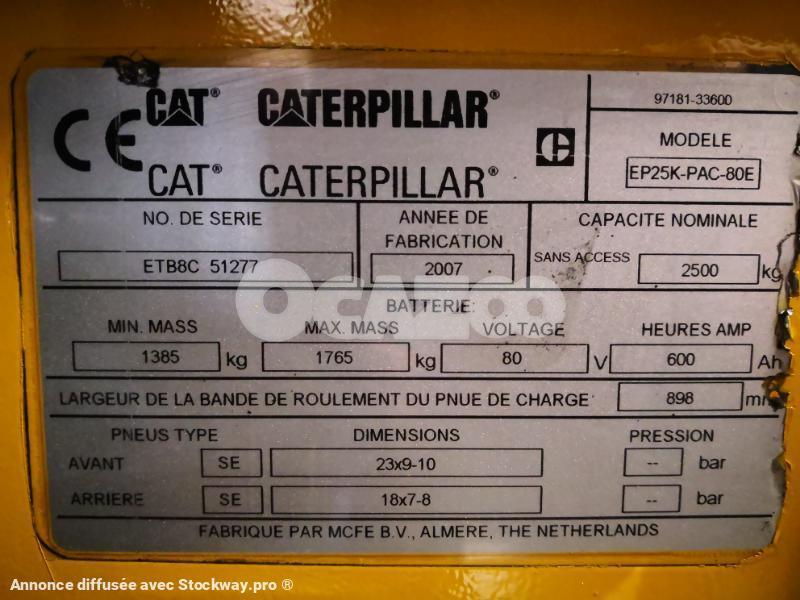 CE CAT® CATERPILLAR®
CAT® CATERPILLAR®
97181-33600
MODELE
EP25K-PAC-80E
NO. DE SERIE
ETB8C 51277
ANNEE DE
FABRICATION
2007
CAPACITE NOMINALE
SANS ACCESS 2500 kg
OCAZOO
BATTERIE:
MIN. MASS MAX. MASS VOLTAGE HEURES AMP
1385 kg 1765 kg 80 V 600 Ah
LARGEUR DE LA BANDE DE ROULEMENT DU PNUE DE CHARGE 898 mm
PNEUS TYPE DIMENSIONS PRESSION
AVANT SE 23x9-10 -- bar
ARRIERE SE 18x7-8 -- bar
FABRIQUE PAR MCFE B.V., ALMERE, THE NETHERLANDS
Annonce diffusée avec Stockway.pro ®